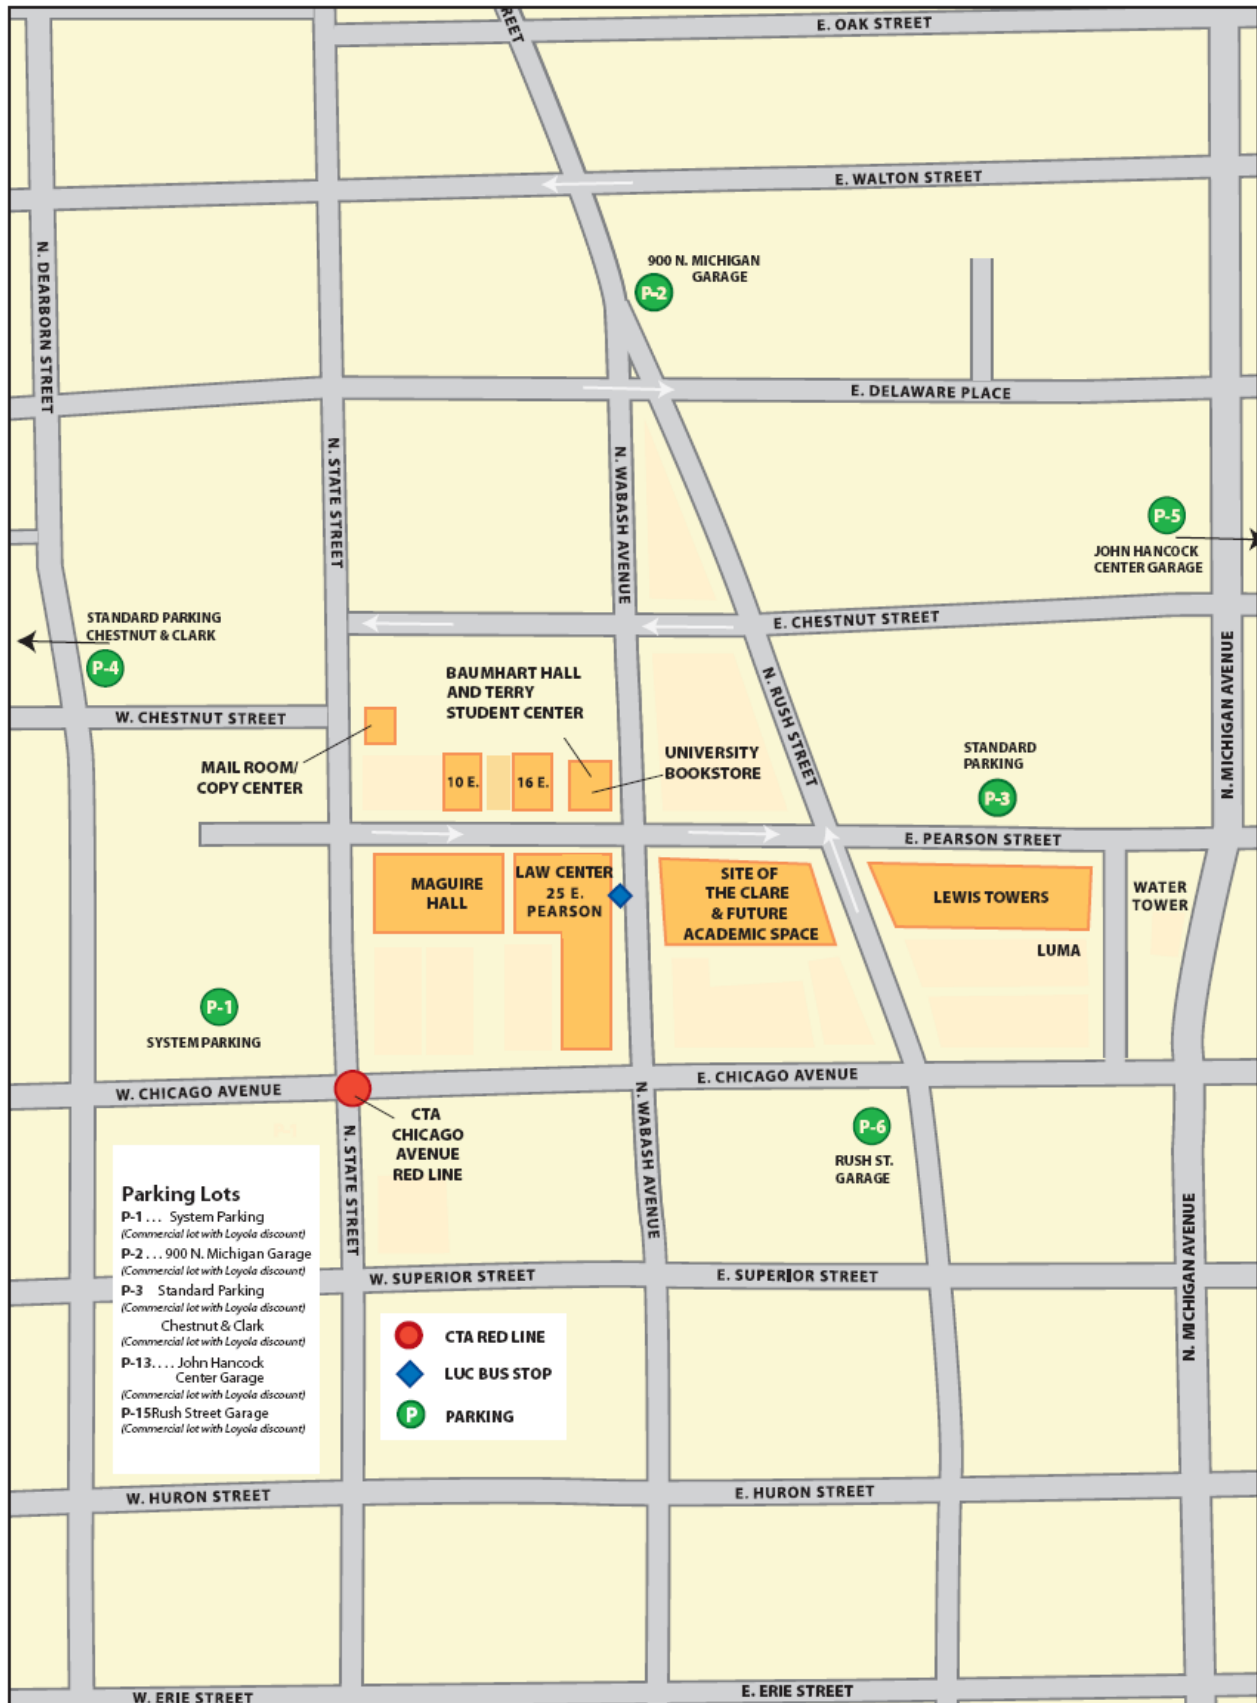 REET
E. OAK STREET
E. WALTON STREET
N. DEARBORN STREET
900 N. MICHIGAN
GARAGE
P-2
E. DELAWARE PLACE
N. STATE STREET
N. WABASH AVENUE
P-5
JOHN HANCOCK
CENTER GARAGE
STANDARD PARKING
CHESTNUT & CLARK
P-4
E. CHESTNUT STREET
N. MICHIGAN AVENUE
N. RUSH STREET
BAUMHART HALL
AND TERRY
STUDENT CENTER
W. CHESTNUT STREET
MAIL ROOM/
COPY CENTER
UNIVERSITY
BOOKSTORE
STANDARD
PARKING
P-3
10 E.
16 E.
E. PEARSON STREET
MAGUIRE
HALL
LAW CENTER
25 E.
PEARSON
SITE OF
THE CLARE
& FUTURE
ACADEMIC SPACE
LEWIS TOWERS
WATER
TOWER
LUMA
P-1
SYSTEM PARKING
W. CHICAGO AVENUE
E. CHICAGO AVENUE
CTA
CHICAGO
AVENUE
RED LINE
N. STATE STREET
N. WABASH AVENUE
P-6
RUSH ST.
GARAGE
N. MICHIGAN AVENUE
Parking Lots
P-1 . . . System Parking
(Commercial lot with Loyola discount)
P-2 . . . 900 N. Michigan Garage
(Commercial lot with Loyola discount)
P-3 Standard Parking
(Commercial lot with Loyola discount)
Chestnut & Clark
(Commercial lot with Loyola discount)
P-13. . . . John Hancock
Center Garage
(Commercial lot with Loyola discount)
P-15Rush Street Garage
(Commercial lot with Loyola discount)
W. SUPERIOR STREET
E. SUPERIOR STREET
CTA RED LINE
LUC BUS STOP
P PARKING
W. HURON STREET
E. HURON STREET
W. ERIE STREET
E. ERIE STREET